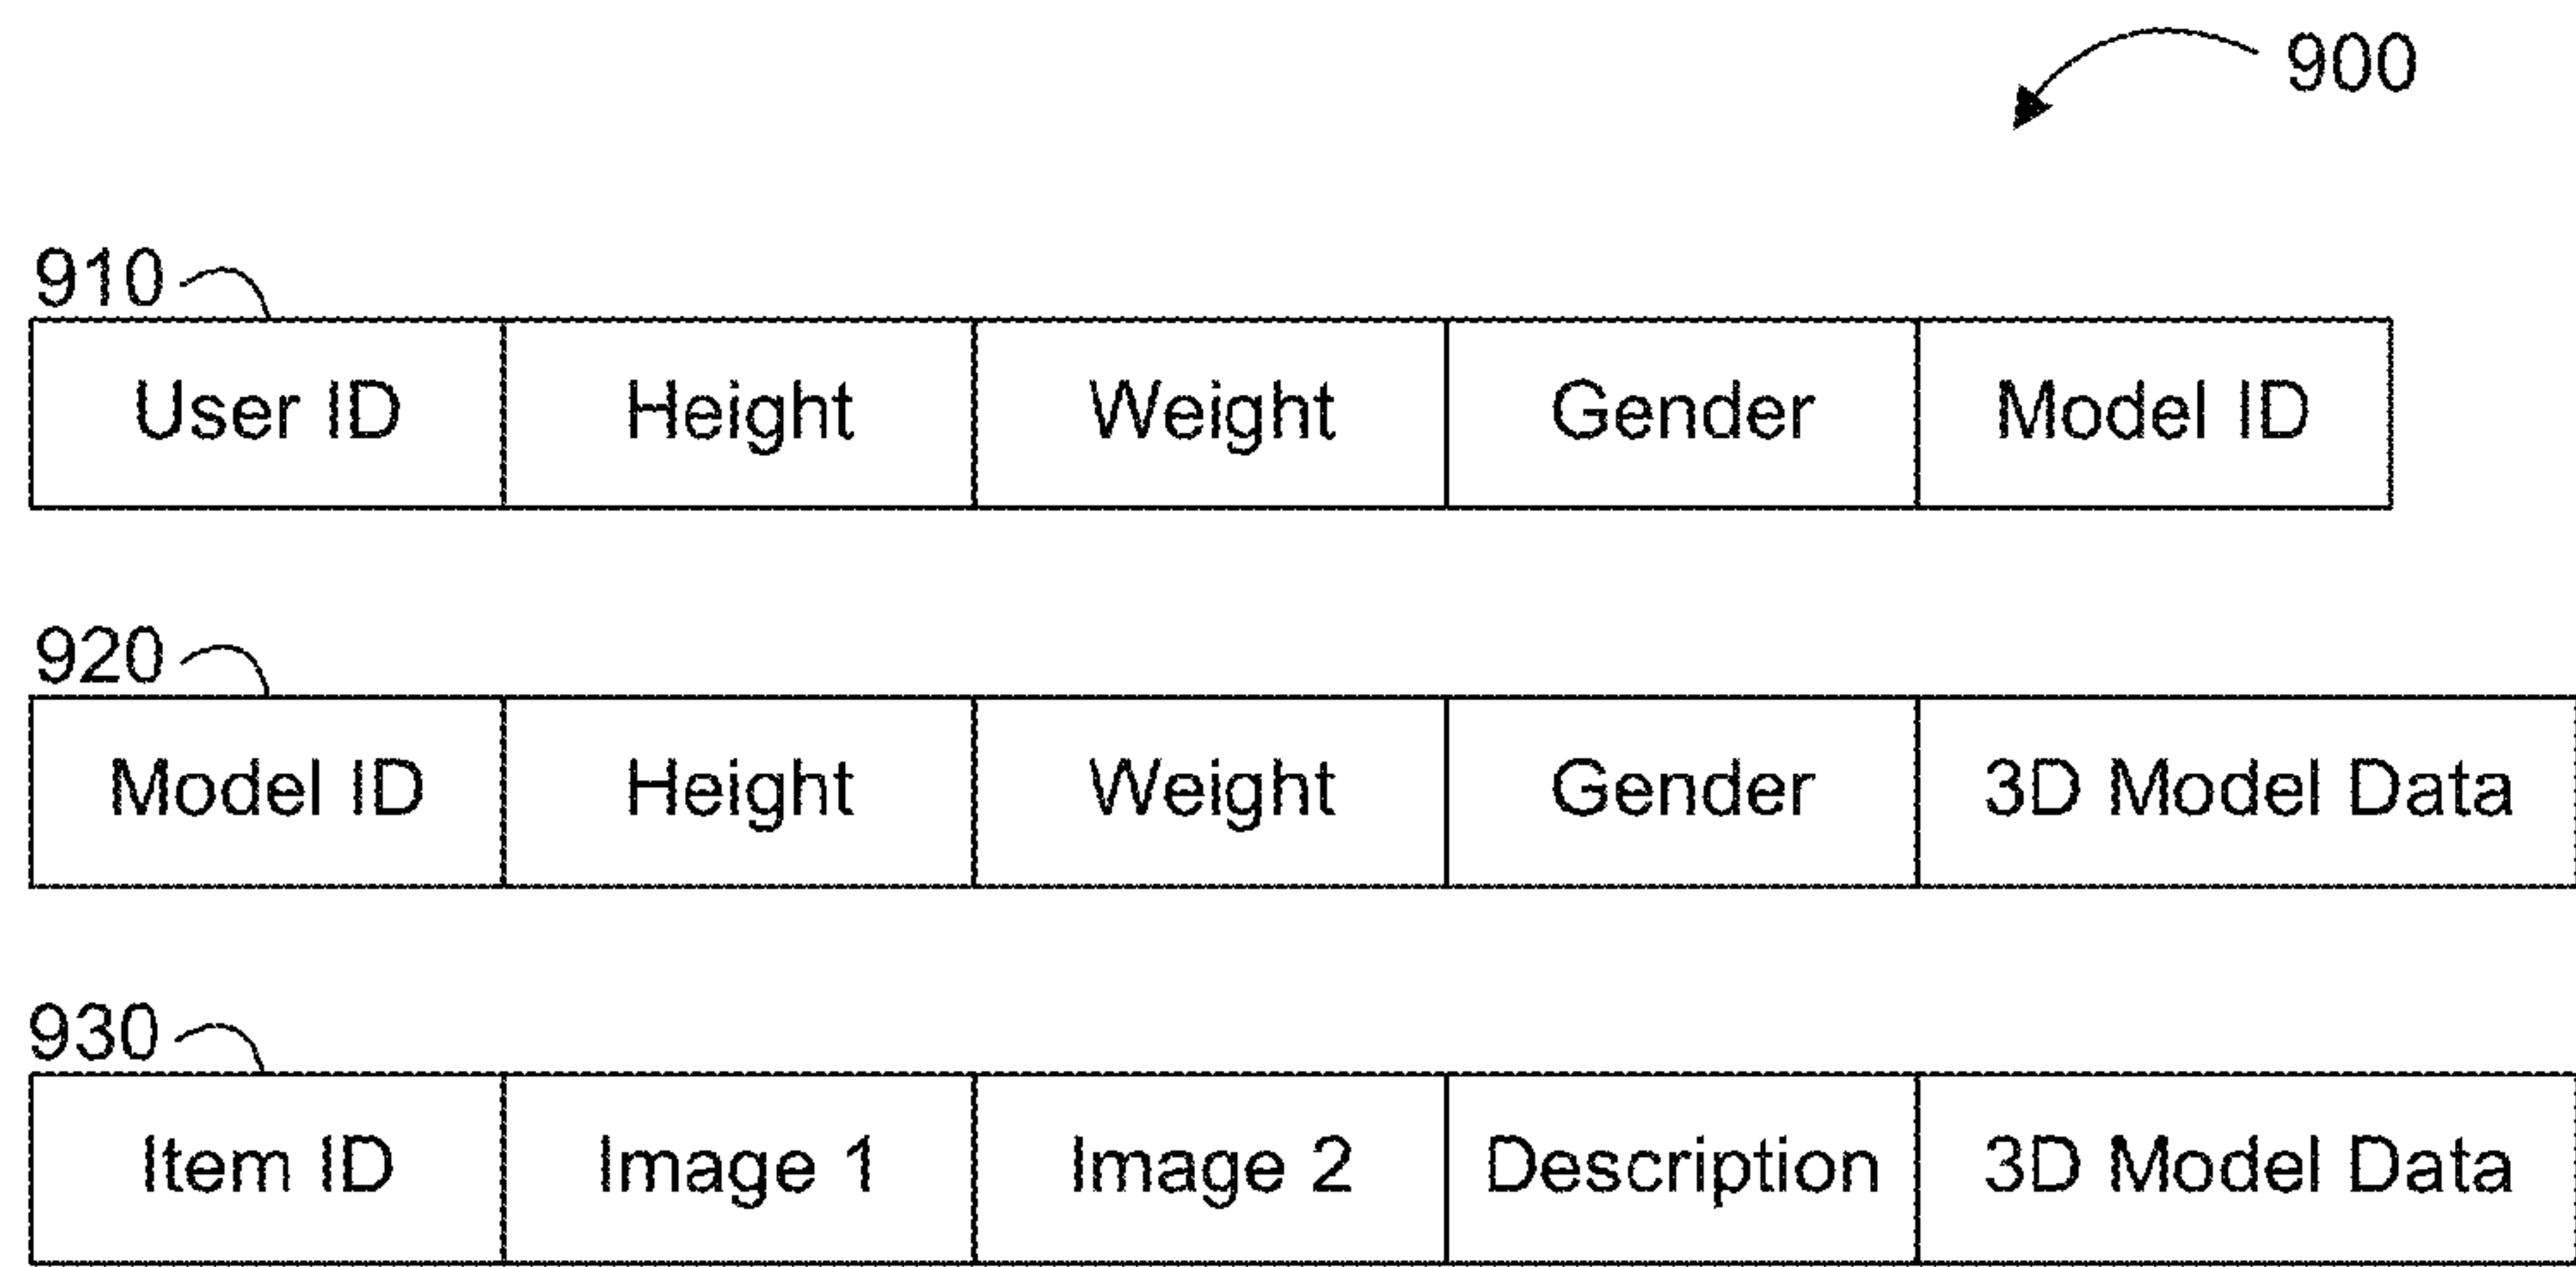 900
910
User ID Height Weight Gender Model ID
920
Model ID Height Weight Gender 3D Model Data
930
Item ID Image 1 Image 2 Description 3D Model Data